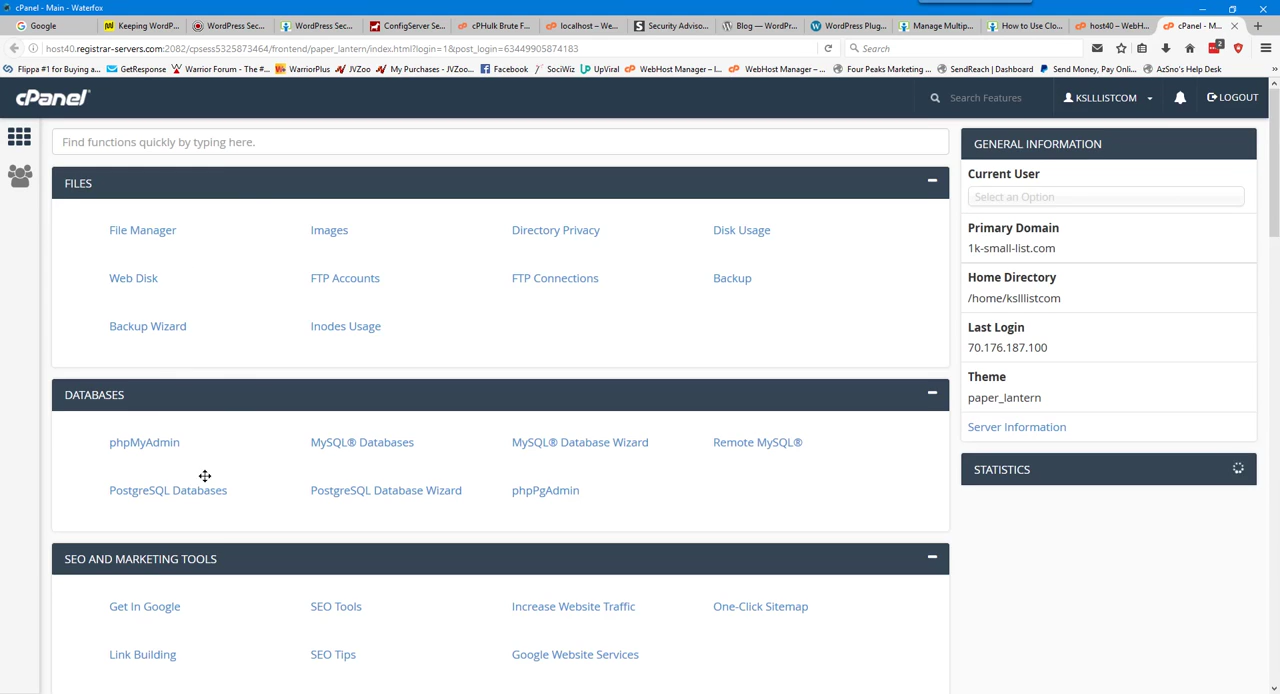 cPanel - Main - Waterfox
Google
Keeping WordP...
WordPress Sec...
WordPress Sec...
ConfigServer Se...
cPHulk Brute F...
localhost – We...
Security Adviso...
Blog — WordPr...
WordPress Plug...
Manage Multip...
How to Use Clo...
host40 – WebH...
cPanel - M...
host40.registrar-servers.com:2082/cpsess5325873464/frontend/paper_lantern/index.html?login=1&post_login=63449905874183
Search
2
Flippa #1 for Buying a...
GetResponse
Warrior Forum - The #...
WarriorPlus
JVZoo
My Purchases - JVZoo...
Facebook
SociWiz
UpViral
WebHost Manager – I...
WebHost Manager – ...
Four Peaks Marketing ...
SendReach | Dashboard
Send Money, Pay Onli...
AzSno's Help Desk
»
cPanel
Search Features
KSLLLISTCOM
LOGOUT
Find functions quickly by typing here.
FILES
File Manager
Images
Directory Privacy
Disk Usage
Web Disk
FTP Accounts
FTP Connections
Backup
Backup Wizard
Inodes Usage
DATABASES
phpMyAdmin
MySQL® Databases
MySQL® Database Wizard
Remote MySQL®
PostgreSQL Databases
PostgreSQL Database Wizard
phpPgAdmin
SEO AND MARKETING TOOLS
Get In Google
SEO Tools
Increase Website Traffic
One-Click Sitemap
Link Building
SEO Tips
Google Website Services
GENERAL INFORMATION
Current User
Select an Option
Primary Domain
1k-small-list.com
Home Directory
/home/kslllistcom
Last Login
70.176.187.100
Theme
paper_lantern
Server Information
STATISTICS